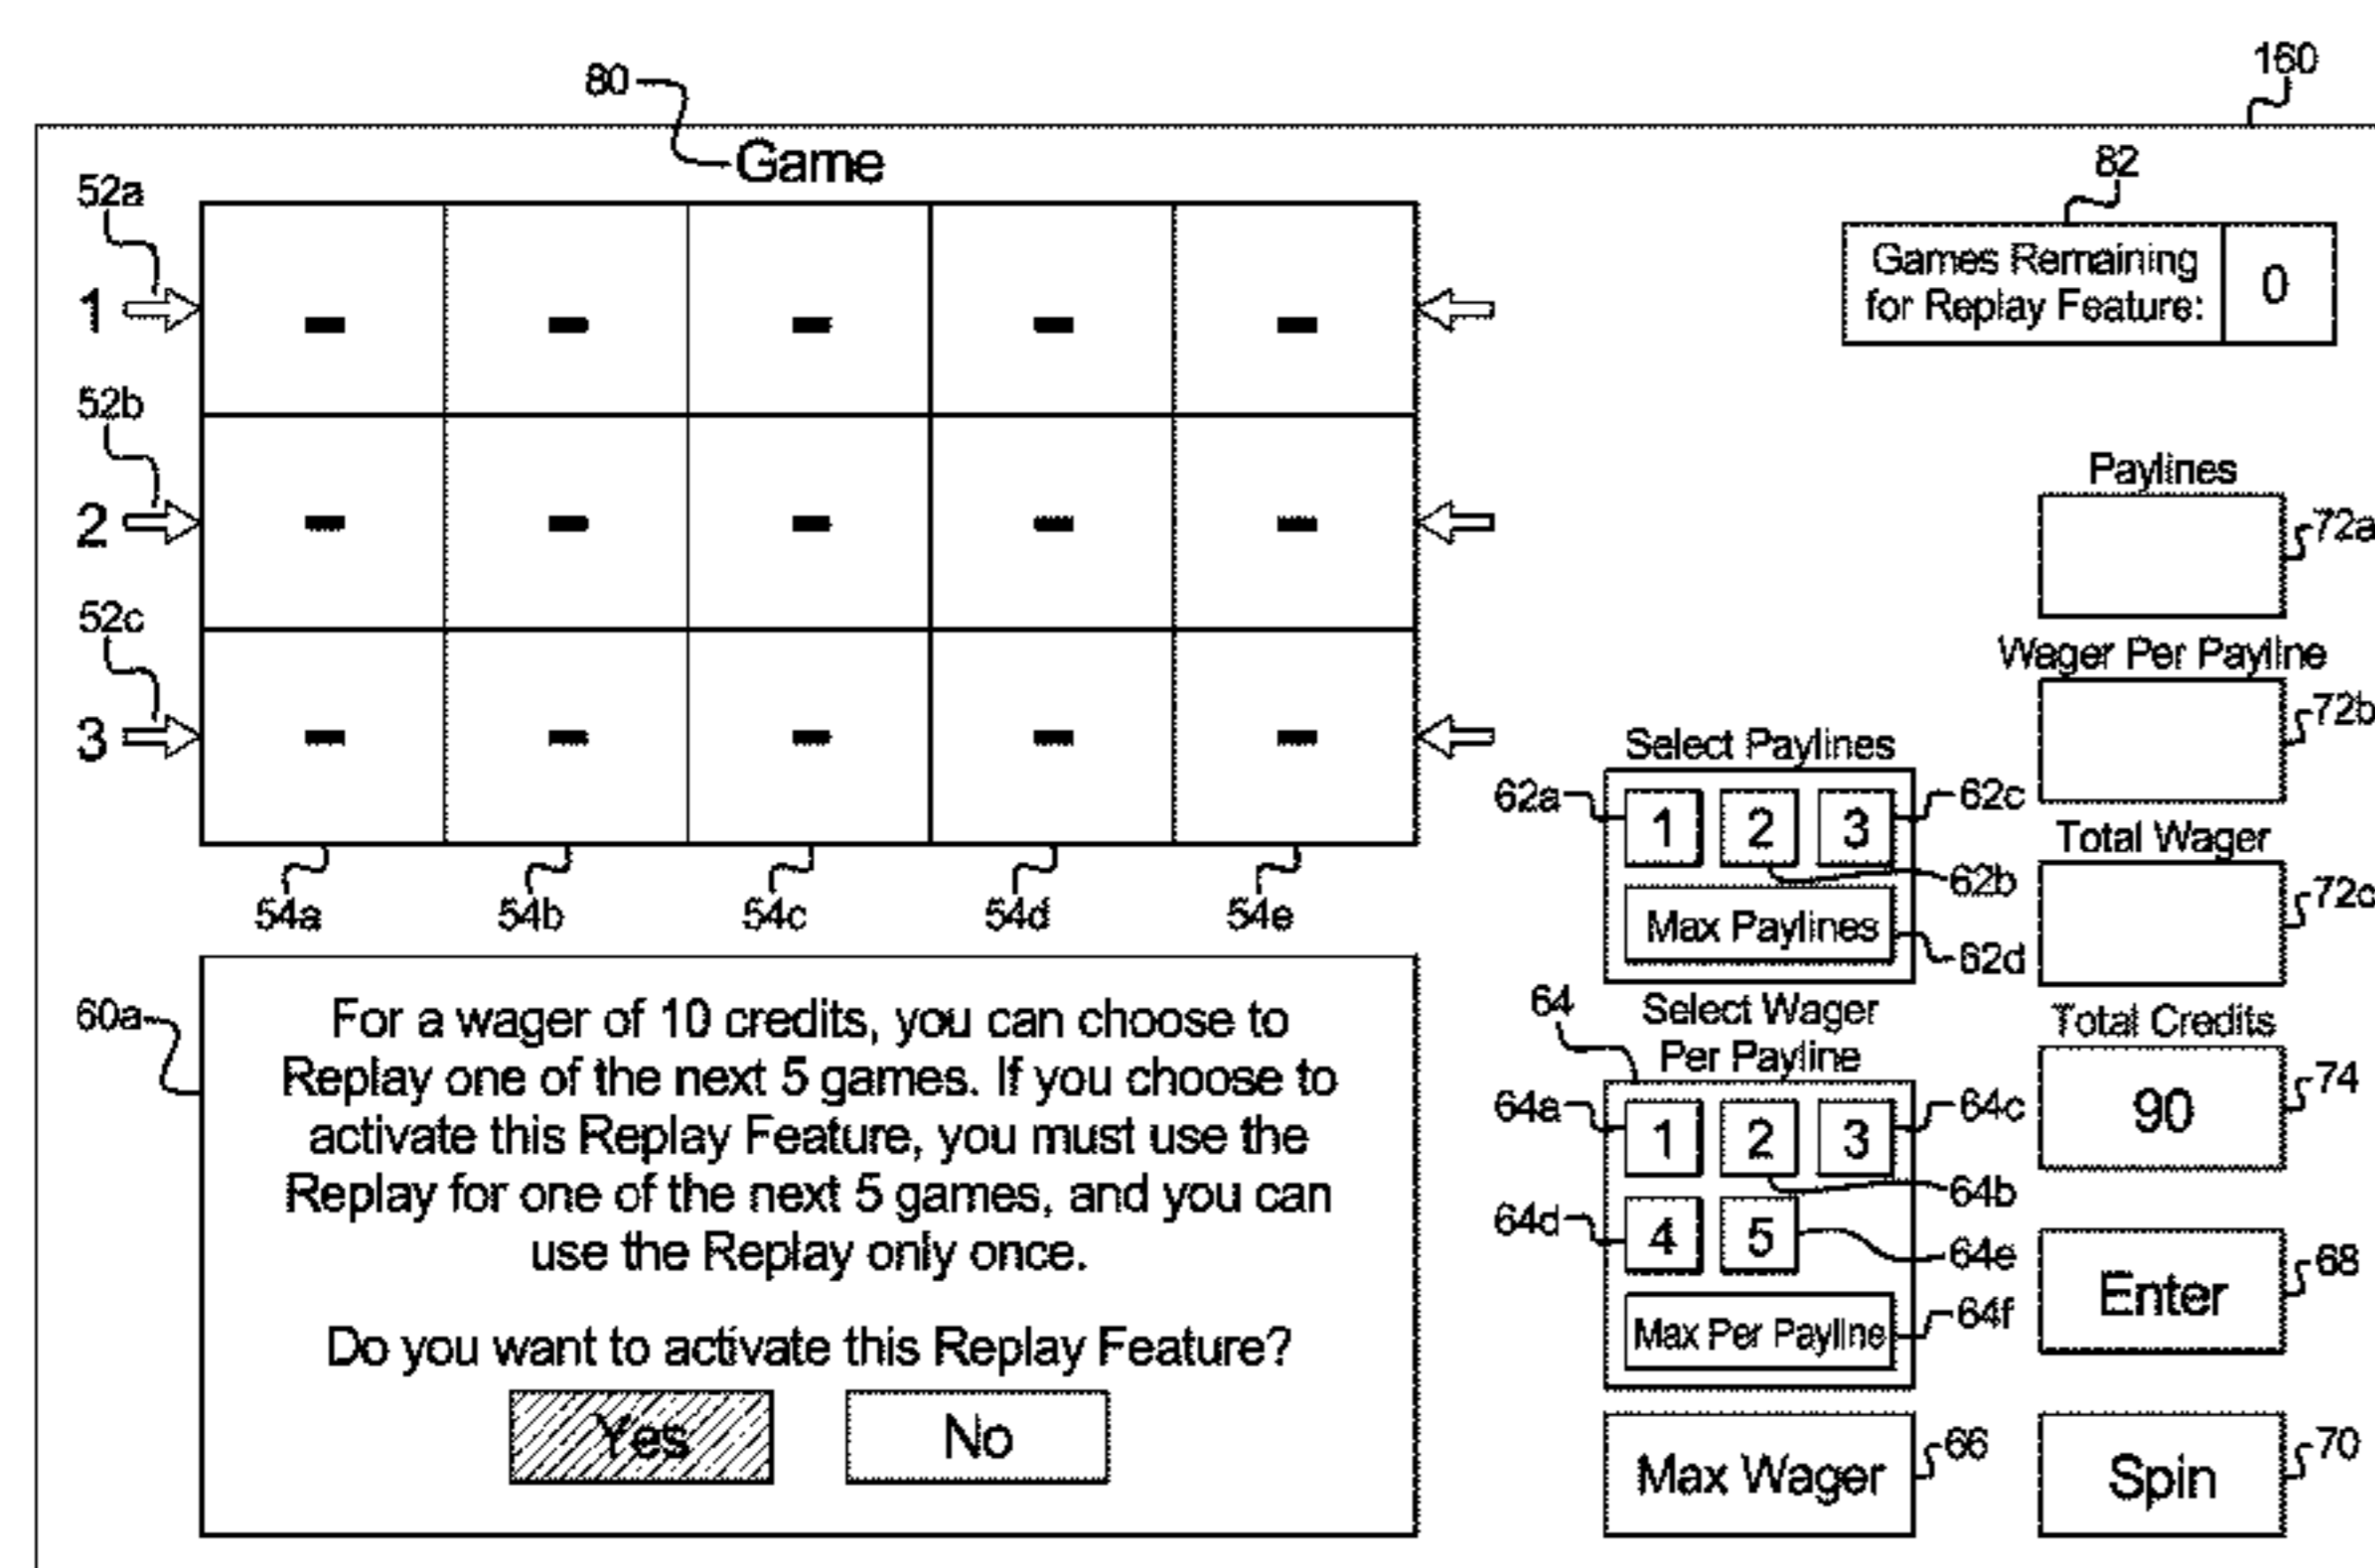 80
160
Game
82
52a
Games Remaining
for Replay Feature:
0
1
52b
2
52c
3
54a
54b
54c
54d
54e
Paylines
72a
Wager Per Payline
72b
Select Paylines
62a
1
2
3
62c
62b
Max Paylines
62d
Total Wager
72c
64
Select Wager
Per Payline
64a
1
2
3
64c
64b
64d
4
5
64e
Max Per Payline
64f
Total Credits
90
74
Enter
68
Max Wager
66
Spin
70
60a
For a wager of 10 credits, you can choose to
Replay one of the next 5 games. If you choose to
activate this Replay Feature, you must use the
Replay for one of the next 5 games, and you can
use the Replay only once.
Do you want to activate this Replay Feature?
Yes
No